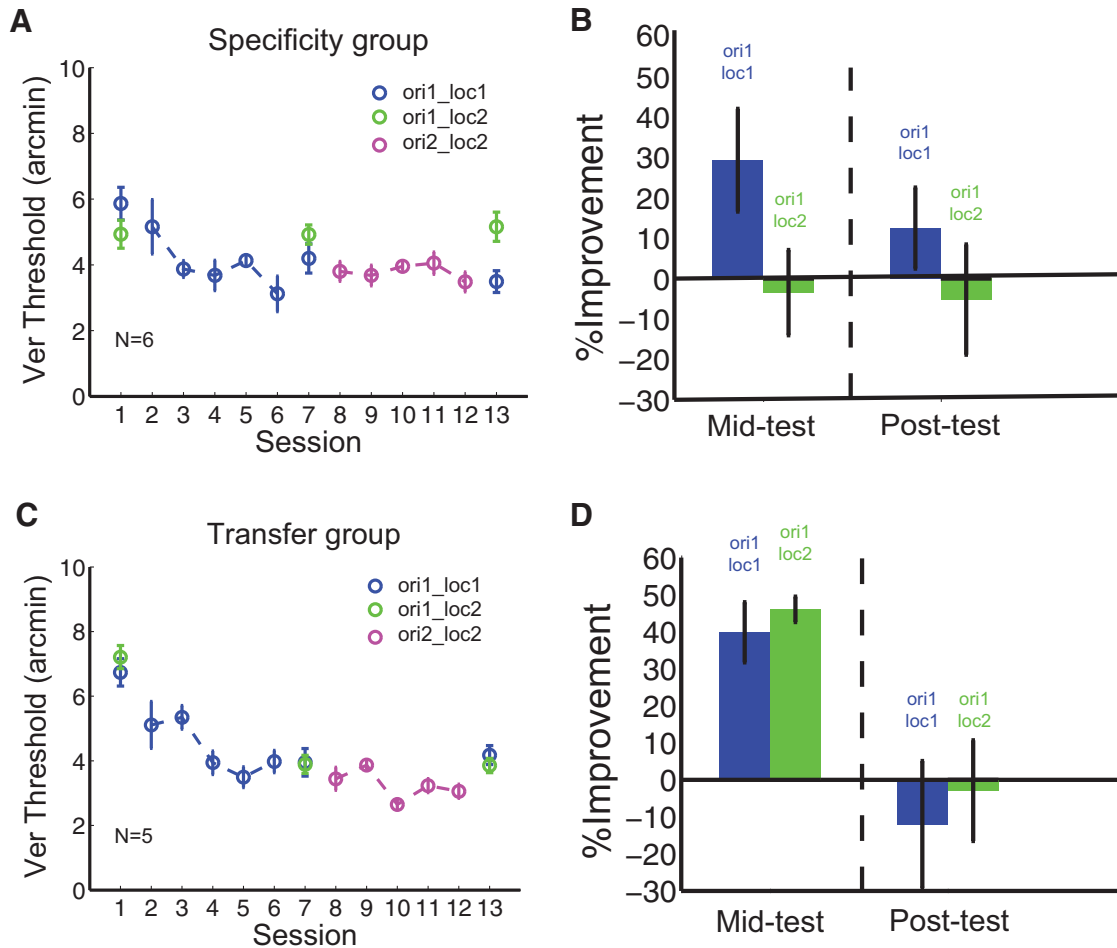 A
Specificity group
Ver Threshold (arcmin)
10
8
6
4
2
0
ori1_loc1
ori1_loc2
ori2_loc2
N=6
1 2 3 4 5 6 7 8 9 10 11 12 13
Session
B
%Improvement
60
50
40
30
20
10
0
−10
−20
−30
ori1
loc1
ori1
loc2
ori1
loc1
ori1
loc2
Mid-test Post-test
C
Transfer group
Ver Threshold (arcmin)
10
8
6
4
2
0
ori1_loc1
ori1_loc2
ori2_loc2
N=5
1 2 3 4 5 6 7 8 9 10 11 12 13
Session
D
%Improvement
60
50
40
30
20
10
0
−10
−20
−30
ori1
loc1
ori1
loc2
ori1
loc1
ori1
loc2
Mid-test Post-test